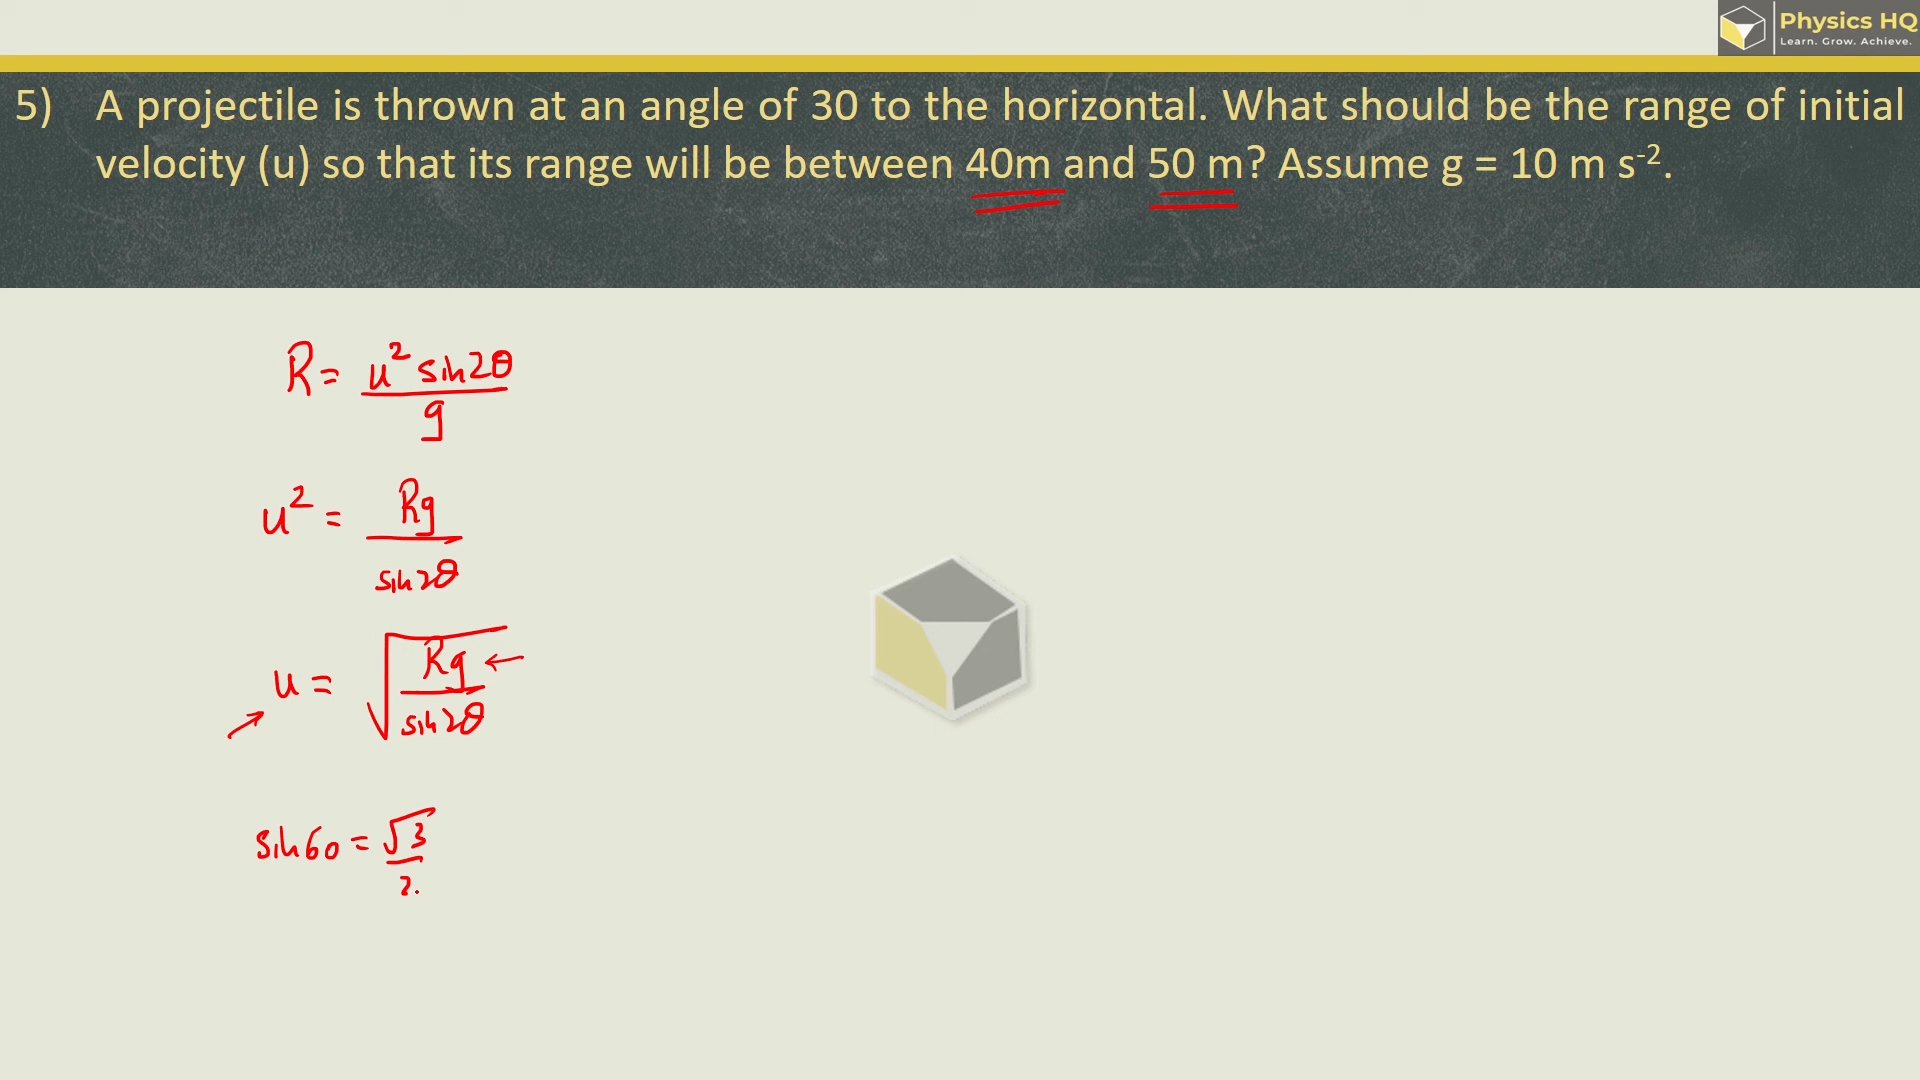 Physics HQ
Learn. Grow. Achieve.
5) A projectile is thrown at an angle of 30 to the horizontal. What should be the range of initial
velocity (u) so that its range will be between 40m and 50 m? Assume g = 10 m s⁻².
R = u² sin2θ / g
u² = Rg / sin2θ
u = √(Rg / sin2θ) ←
sin60 = √3 / 2.